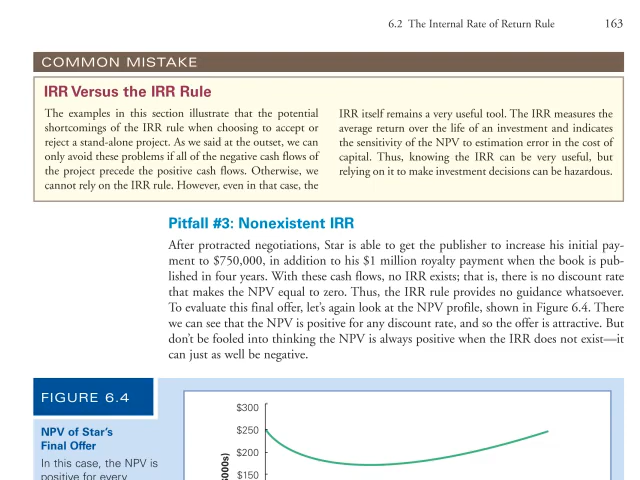 6.2 The Internal Rate of Return Rule 163
COMMON MISTAKE
IRR Versus the IRR Rule
The examples in this section illustrate that the potential
shortcomings of the IRR rule when choosing to accept or
reject a stand-alone project. As we said at the outset, we can
only avoid these problems if all of the negative cash flows of
the project precede the positive cash flows. Otherwise, we
cannot rely on the IRR rule. However, even in that case, the
IRR itself remains a very useful tool. The IRR measures the
average return over the life of an investment and indicates
the sensitivity of the NPV to estimation error in the cost of
capital. Thus, knowing the IRR can be very useful, but
relying on it to make investment decisions can be hazardous.
Pitfall #3: Nonexistent IRR
After protracted negotiations, Star is able to get the publisher to increase his initial pay-
ment to $750,000, in addition to his $1 million royalty payment when the book is pub-
lished in four years. With these cash flows, no IRR exists; that is, there is no discount rate
that makes the NPV equal to zero. Thus, the IRR rule provides no guidance whatsoever.
To evaluate this final offer, let’s again look at the NPV profile, shown in Figure 6.4. There
we can see that the NPV is positive for any discount rate, and so the offer is attractive. But
don’t be fooled into thinking the NPV is always positive when the IRR does not exist—it
can just as well be negative.
FIGURE 6.4
NPV of Star’s
Final Offer
In this case, the NPV is
positive for every
$300
$250
$200
$150
000s)